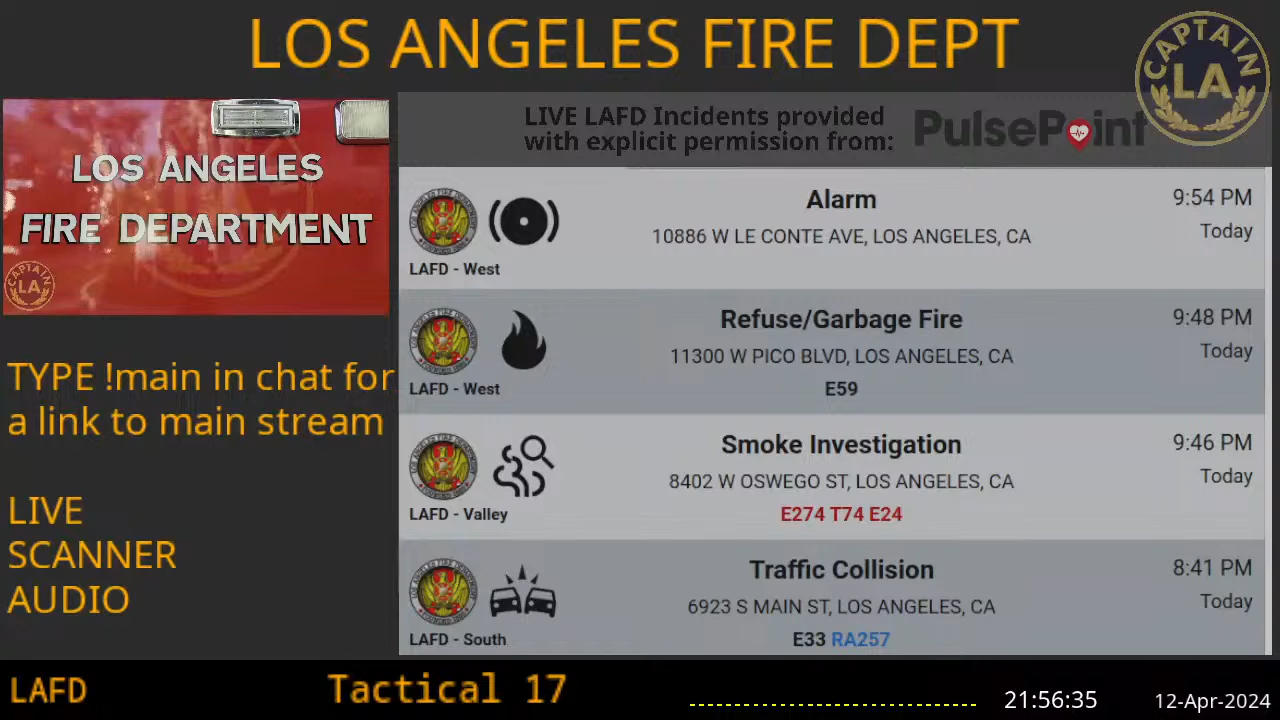 LOS ANGELES FIRE DEPT
CAPTAIN
LA
LOS ANGELES
FIRE DEPARTMENT
CAPTAIN
LA
LIVE LAFD Incidents provided
with explicit permission from:
PulsePoint
Alarm
9:54 PM
10886 W LE CONTE AVE, LOS ANGELES, CA
Today
LAFD - West
Refuse/Garbage Fire
9:48 PM
11300 W PICO BLVD, LOS ANGELES, CA
Today
LAFD - West
E59
Smoke Investigation
9:46 PM
8402 W OSWEGO ST, LOS ANGELES, CA
Today
LAFD - Valley
E274 T74 E24
Traffic Collision
8:41 PM
6923 S MAIN ST, LOS ANGELES, CA
Today
LAFD - South
E33 RA257
TYPE !main in chat for
a link to main stream
LIVE
SCANNER
AUDIO
LAFD
Tactical 17
21:56:35
12-Apr-2024